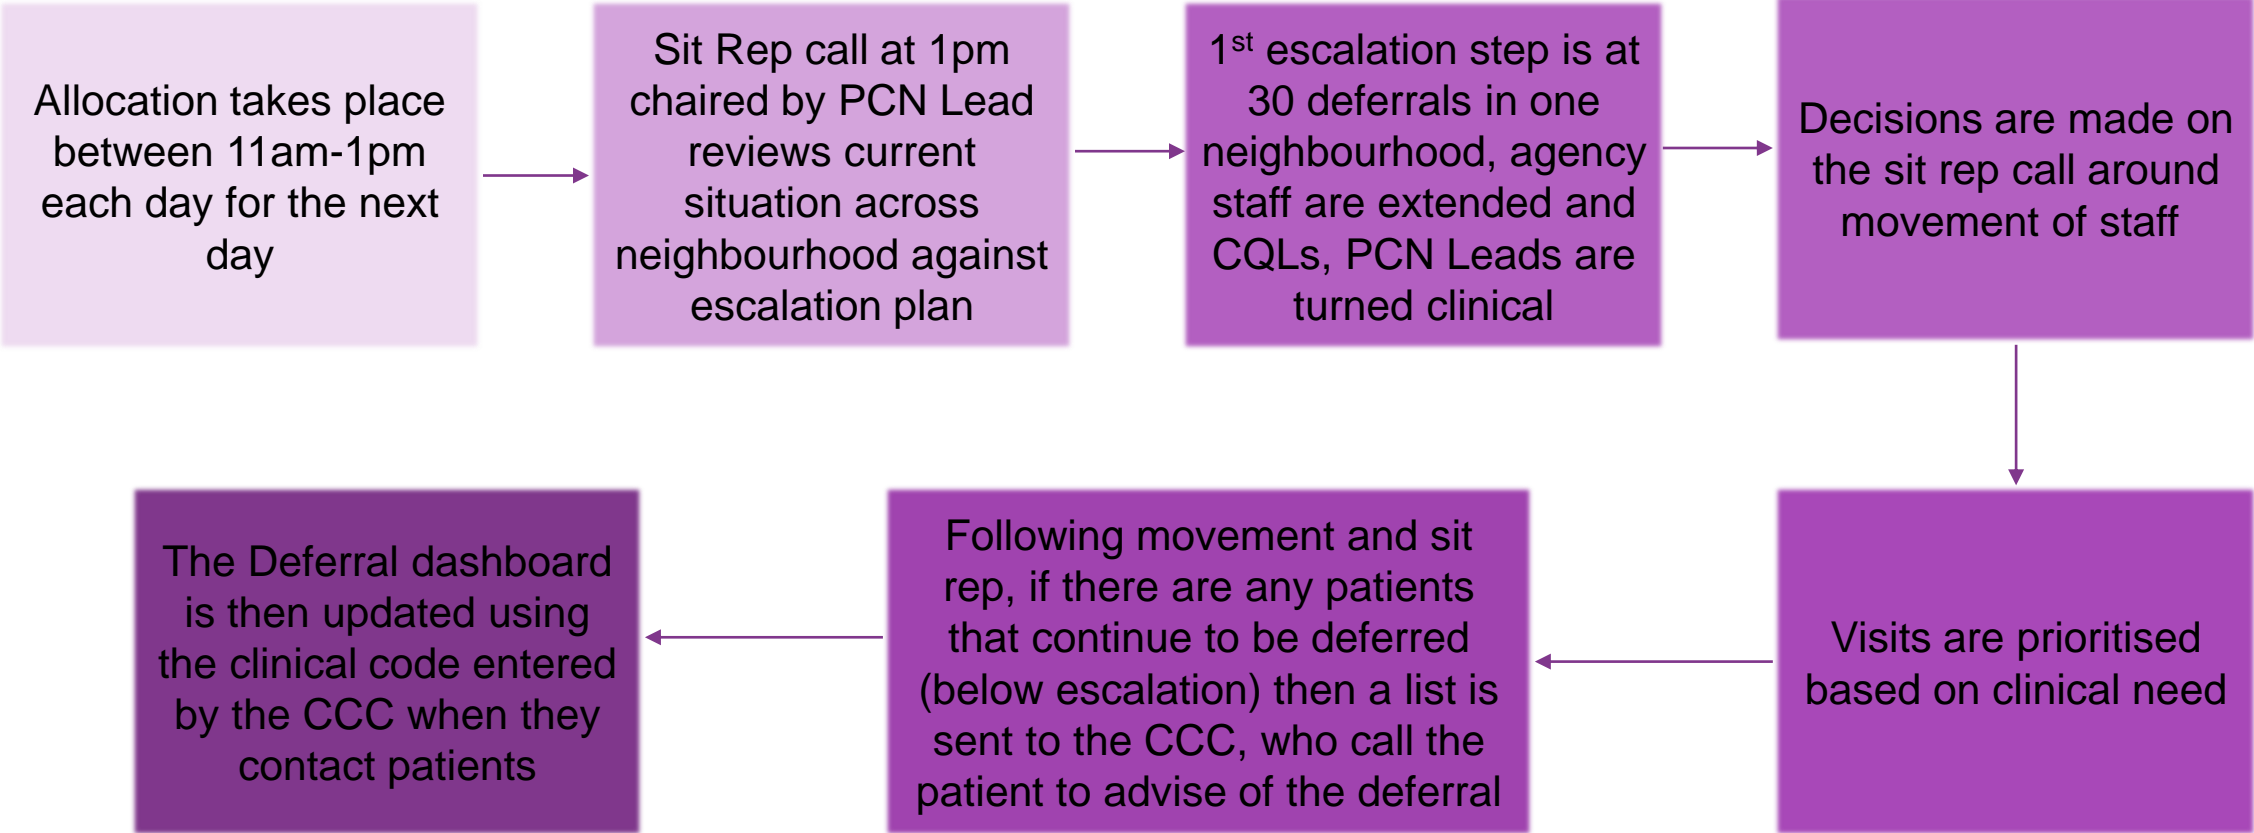 Allocation takes place
between 11am-1pm
each day for the next
day
Sit Rep call at 1pm
chaired by PCN Lead
reviews current
situation across
neighbourhood against
escalation plan
1st escalation step is at
30 deferrals in one
neighbourhood, agency
staff are extended and
CQLs, PCN Leads are
turned clinical
Decisions are made on
the sit rep call around
movement of staff
Visits are prioritised
based on clinical need
Following movement and sit
rep, if there are any patients
that continue to be deferred
(below escalation) then a list is
sent to the CCC, who call the
patient to advise of the deferral
The Deferral dashboard
is then updated using
the clinical code entered
by the CCC when they
contact patients